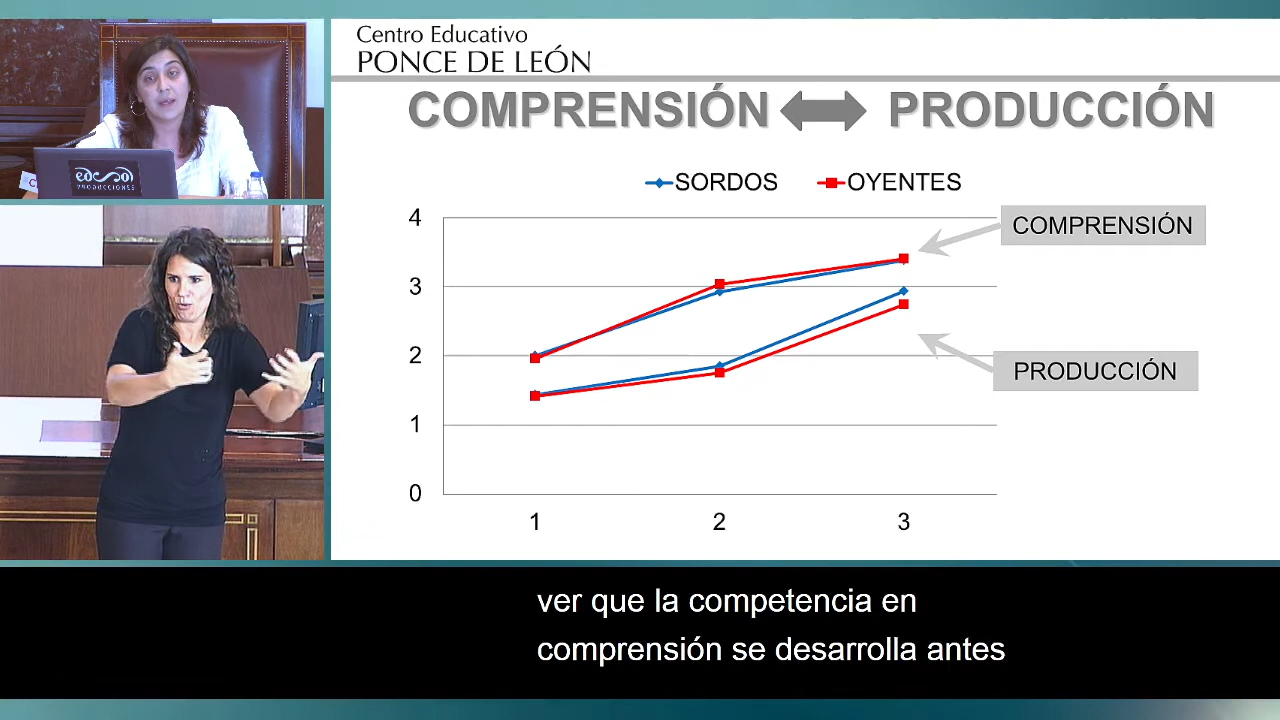 Centro Educativo
PONCE DE LEÓN
COMPRENSIÓN PRODUCCIÓN
SORDOS OYENTES
4
3
2
1
0
1 2 3
COMPRENSIÓN
PRODUCCIÓN
PRODUCCIONES
ver que la competencia en
comprensión se desarrolla antes